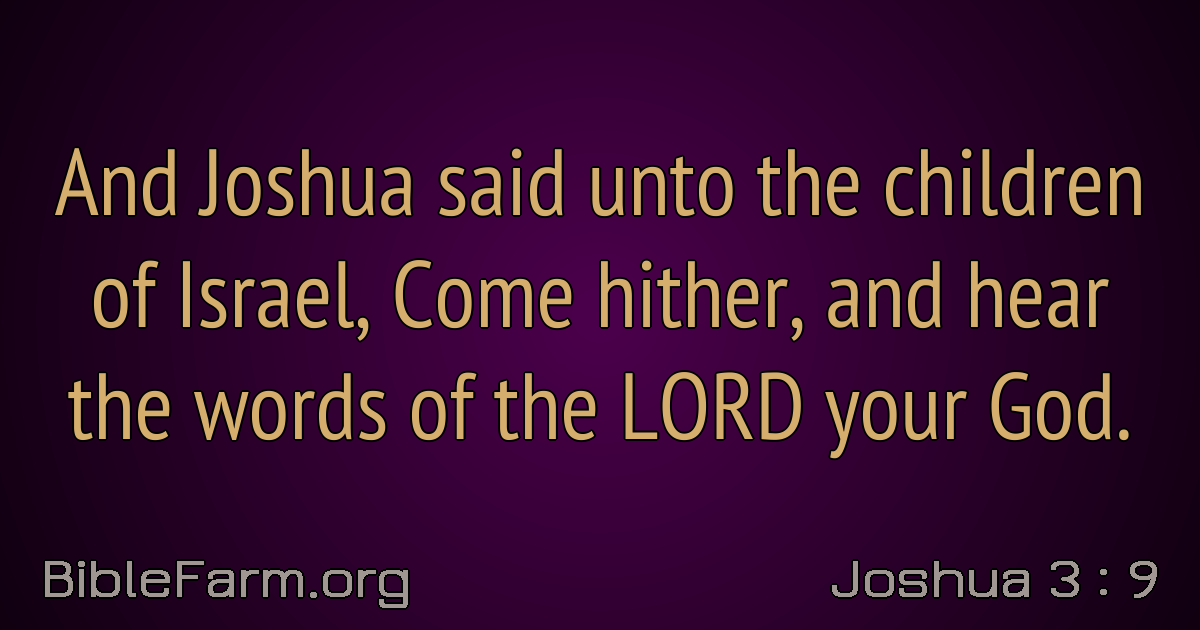 And Joshua said unto the children
of Israel, Come hither, and hear
the words of the LORD your God.
BibleFarm.org
Joshua 3 : 9